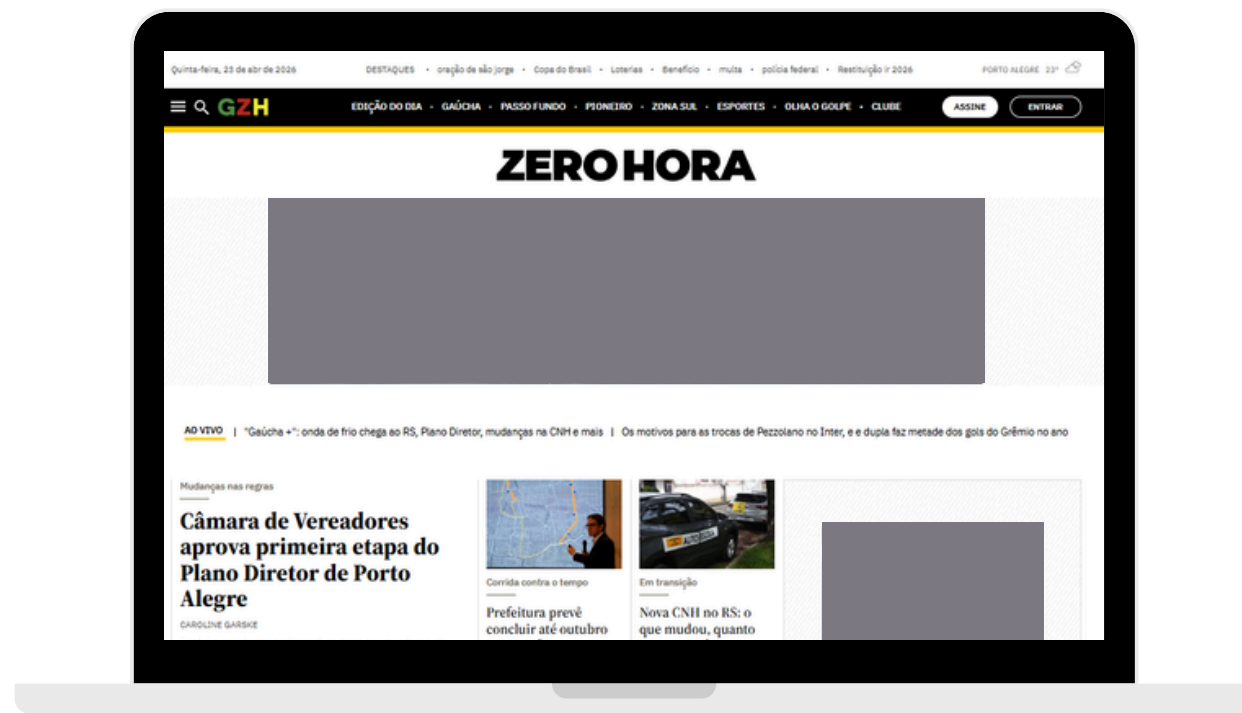 Quinta-feira, 23 de abr de 2026
DESTAQUES • oração de são jorge • Copa do Brasil • Loterias • Benefício • multa • polícia federal • Restituição ir 2026
PORTO ALEGRE 23°
GZH
EDIÇÃO DO DIA • GAÚCHA • PASSO FUNDO • PIONEIRO • ZONA SUL • ESPORTES • OLHA O GOLPE • CLUBE
ASSINE
ENTRAR
ZERO HORA
AO VIVO | "Gaúcha +": onda de frio chega ao RS, Plano Diretor, mudanças na CNH e mais | Os motivos para as trocas de Pezzolano no Inter, e e dupla faz metade dos gols do Grêmio no ano
Mudanças nas regras
Câmara de Vereadores
aprova primeira etapa do
Plano Diretor de Porto
Alegre
CAROLINE GARSKE
Corrida contra o tempo
Prefeitura prevê
concluir até outubro
AUTOESCOLA
Em transição
Nova CNH no RS: o
que mudou, quanto